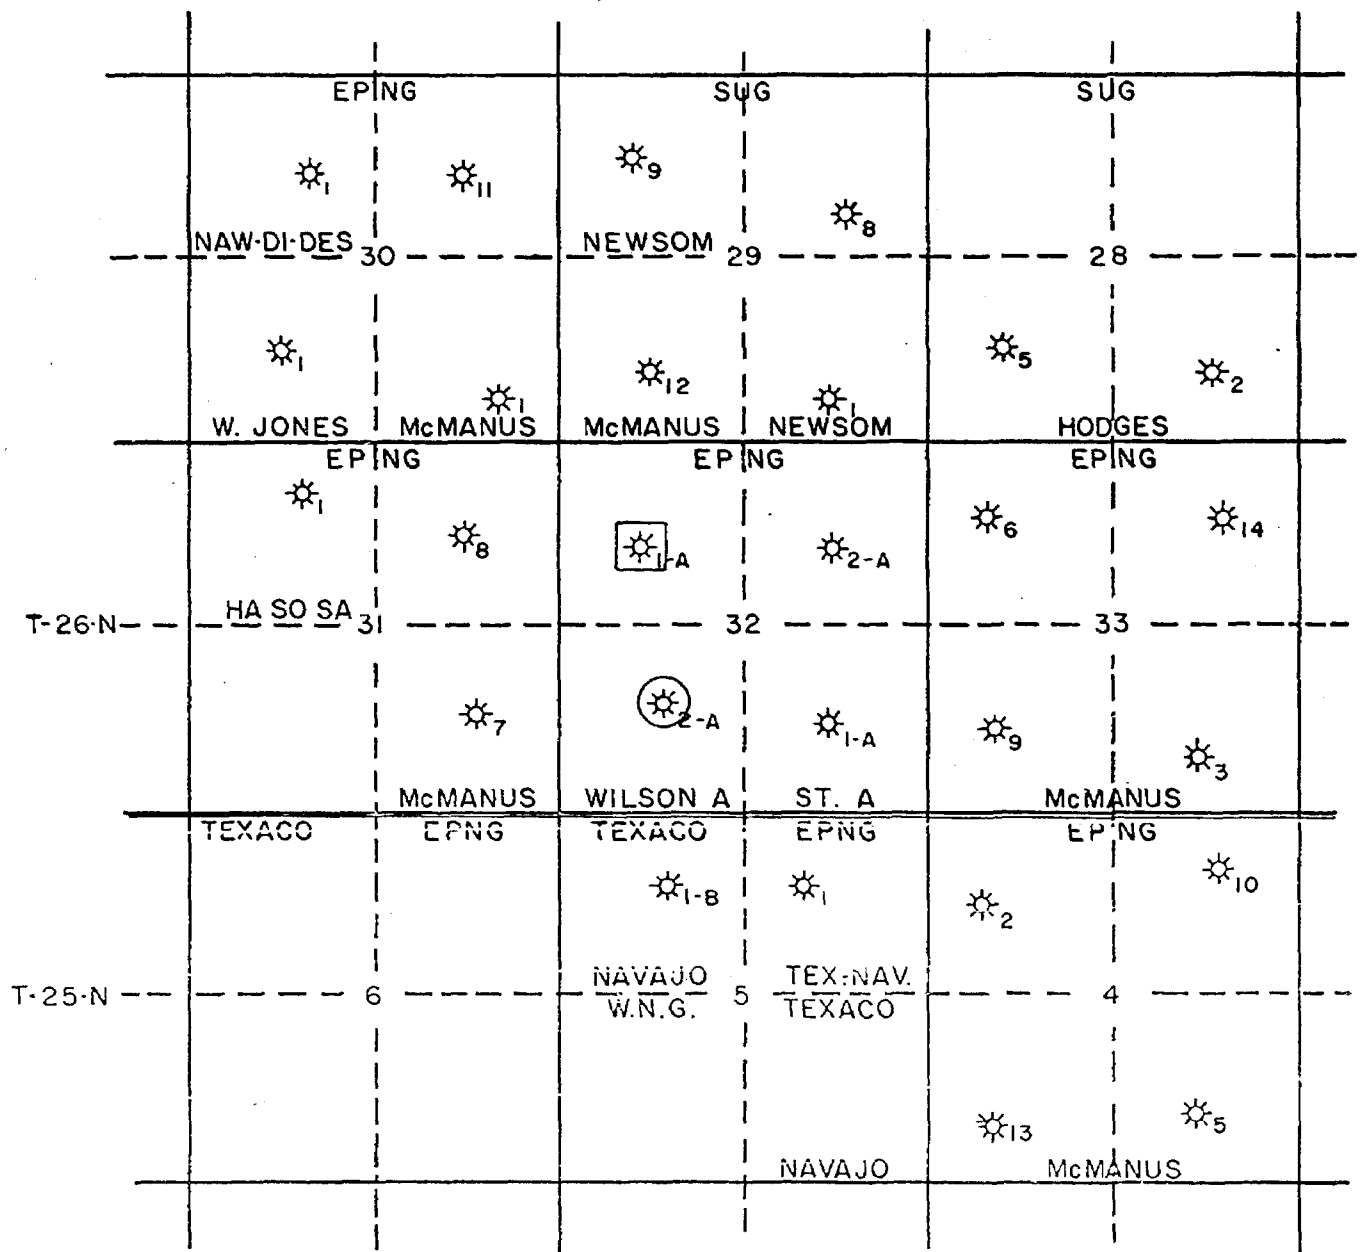 EPNG SUG SUG
9
1 11
8
NAW-DI-DES NEWSOM
30 29 28
5
1 12 2
1 1
W. JONES McMANUS McMANUS NEWSOM HODGES
EPNG EPNG EPNG
1
6 14
8 1-A 2-A
HA SO SA
T-26-N 31 32 33
7 2-A 1-A 9
3
McMANUS WILSON A ST. A McMANUS
TEXACO EPNG TEXACO EPNG EPNG
10
1-B 1
2
NAVAJO TEX.-NAV.
T-25-N 6 5 4
W.N.G. TEXACO
13 5
NAVAJO McMANUS